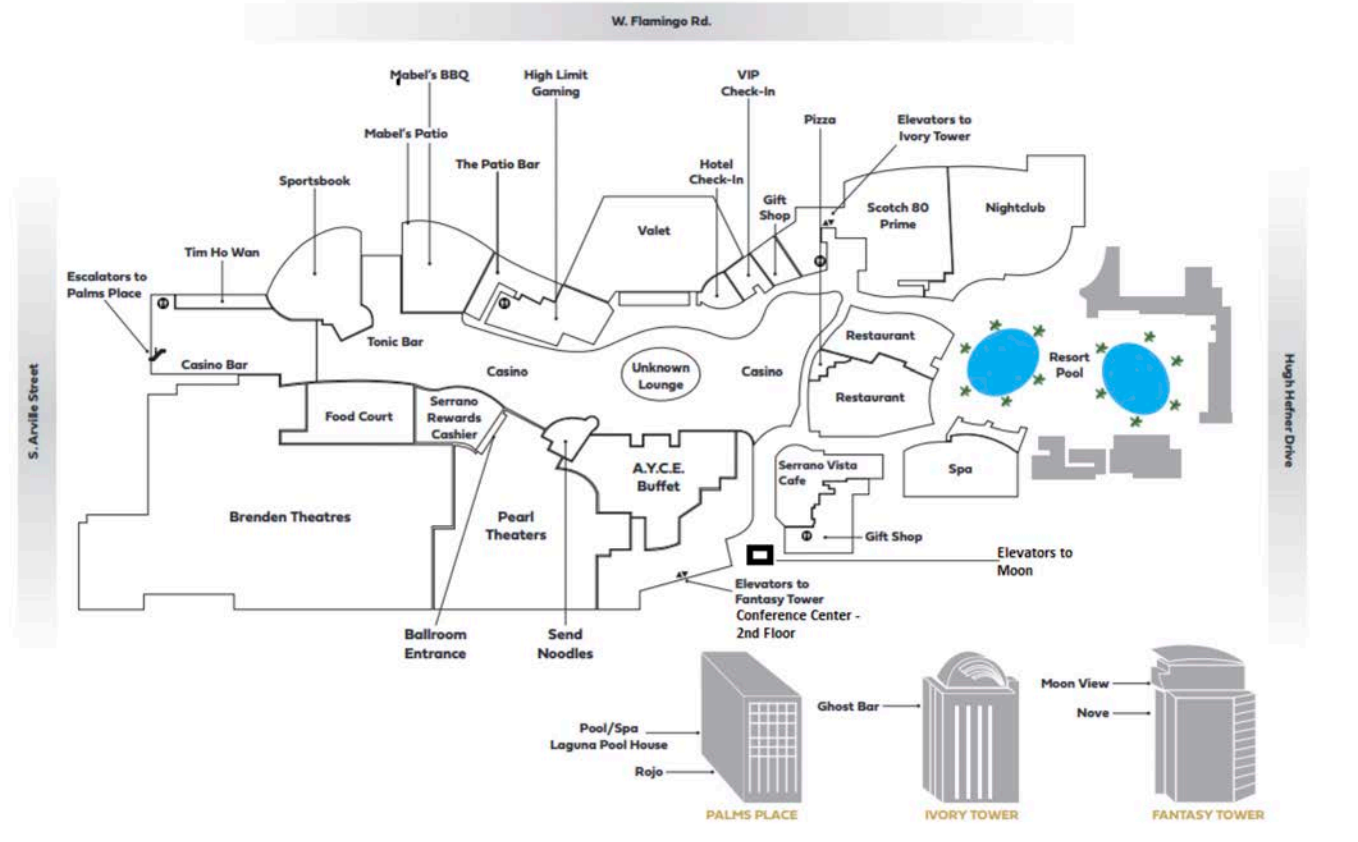 W. Flamingo Rd.
Mabel's BBQ
High Limit
Gaming
VIP
Check-In
Pizza
Elevators to
Ivory Tower
Mabel's Patio
The Patio Bar
Hotel
Check-In
Sportsbook
Gift
Shop
Scotch 80
Prime
Nightclub
Valet
Tim Ho Wan
Escalators to
Palms Place
Tonic Bar
Casino Bar
Casino
Unknown
Lounge
Casino
Restaurant
Resort
Pool
Restaurant
S. Arville Street
Hugh Hefner Drive
Food Court
Serrano
Rewards
Cashier
A.Y.C.E.
Buffet
Serrano Vista
Cafe
Spa
Brenden Theatres
Pearl
Theaters
Gift Shop
Elevators to
Moon
Elevators to
Fantasy Tower
Conference Center -
2nd Floor
Ballroom
Entrance
Send
Noodles
Pool/Spa
Laguna Pool House
Rojo
PALMS PLACE
Ghost Bar
IVORY TOWER
Moon View
Nove
FANTASY TOWER